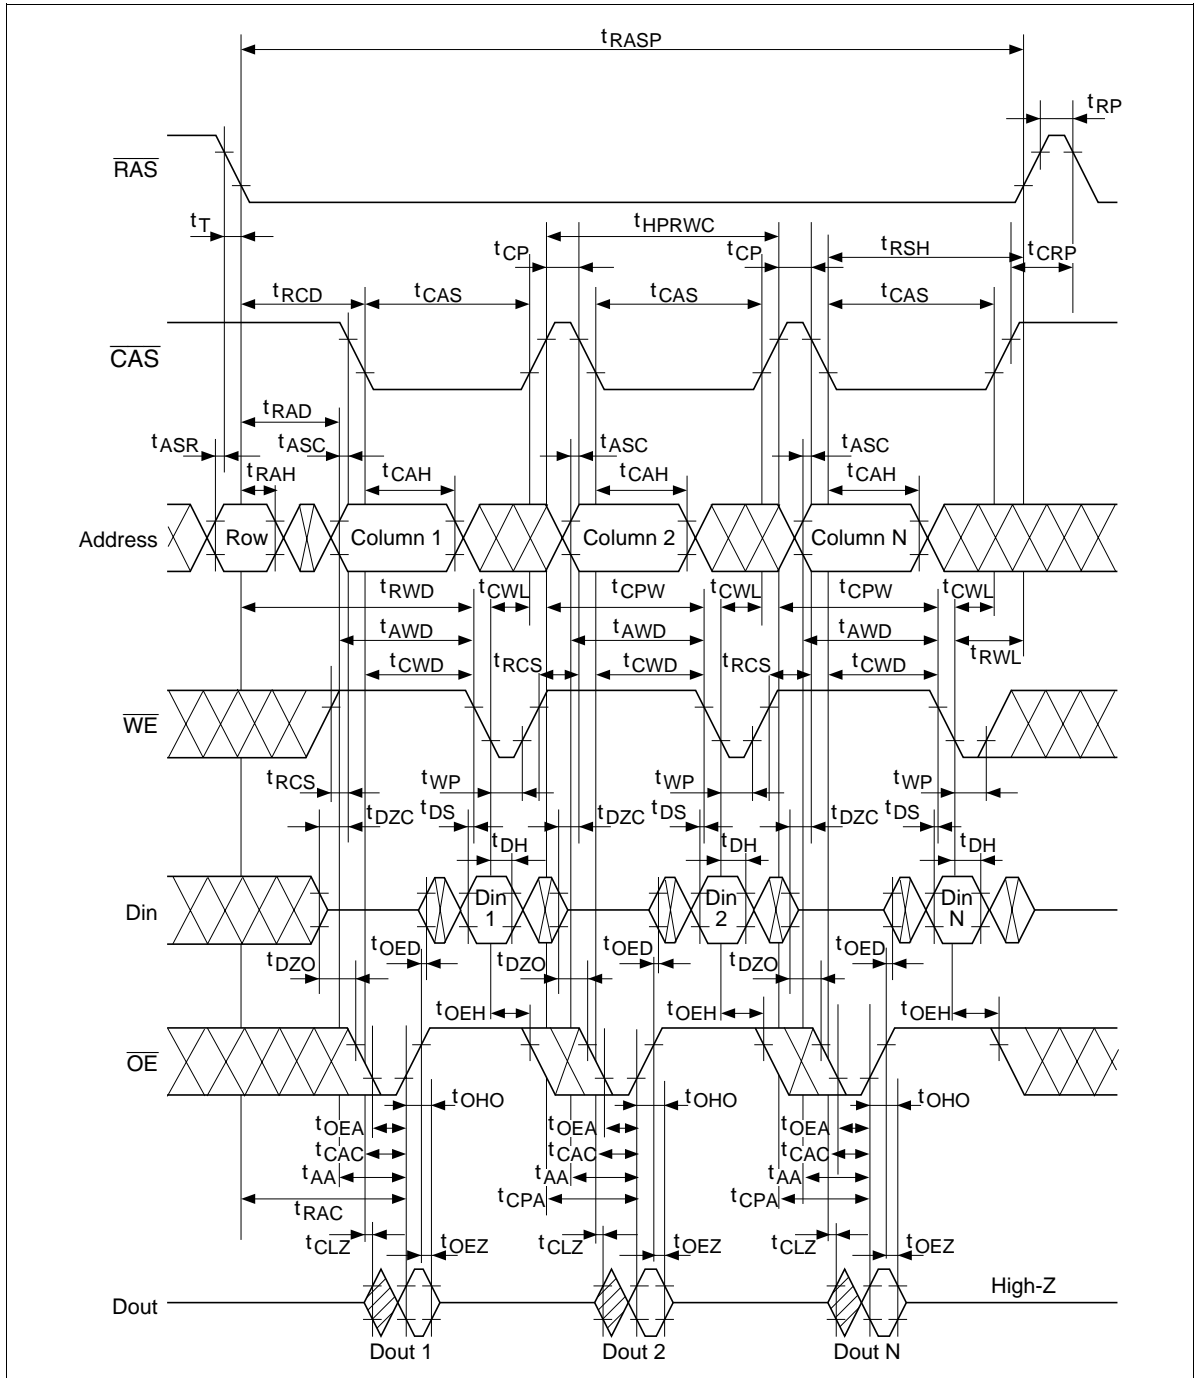 tRASP
tRP
RAS
tT
tHPRWC
tCP
tCP
tRSH
tCRP
tRCD
tCAS
tCAS
tCAS
CAS
tRAD
tASR
tASC
tASC
tASC
tRAH
tCAH
tCAH
tCAH
Address
Row
Column 1
Column 2
Column N
tRWD
tCWL
tCPW
tCWL
tCPW
tCWL
tAWD
tAWD
tAWD
tRCS
tRCS
tRWL
tCWD
tCWD
tCWD
WE
tRCS
tWP
tWP
tWP
tDZC
tDS
tDZC
tDS
tDZC
tDS
tDH
tDH
tDH
Din
Din 1
Din 2
Din N
tOED
tOED
tOED
tDZO
tDZO
tDZO
tOEH
tOEH
tOEH
OE
tOHO
tOHO
tOHO
tOEA
tOEA
tOEA
tCAC
tCAC
tCAC
tAA
tAA
tAA
tRAC
tCPA
tCPA
tCLZ
tOEZ
tCLZ
tOEZ
tCLZ
tOEZ
High-Z
Dout
Dout 1
Dout 2
Dout N